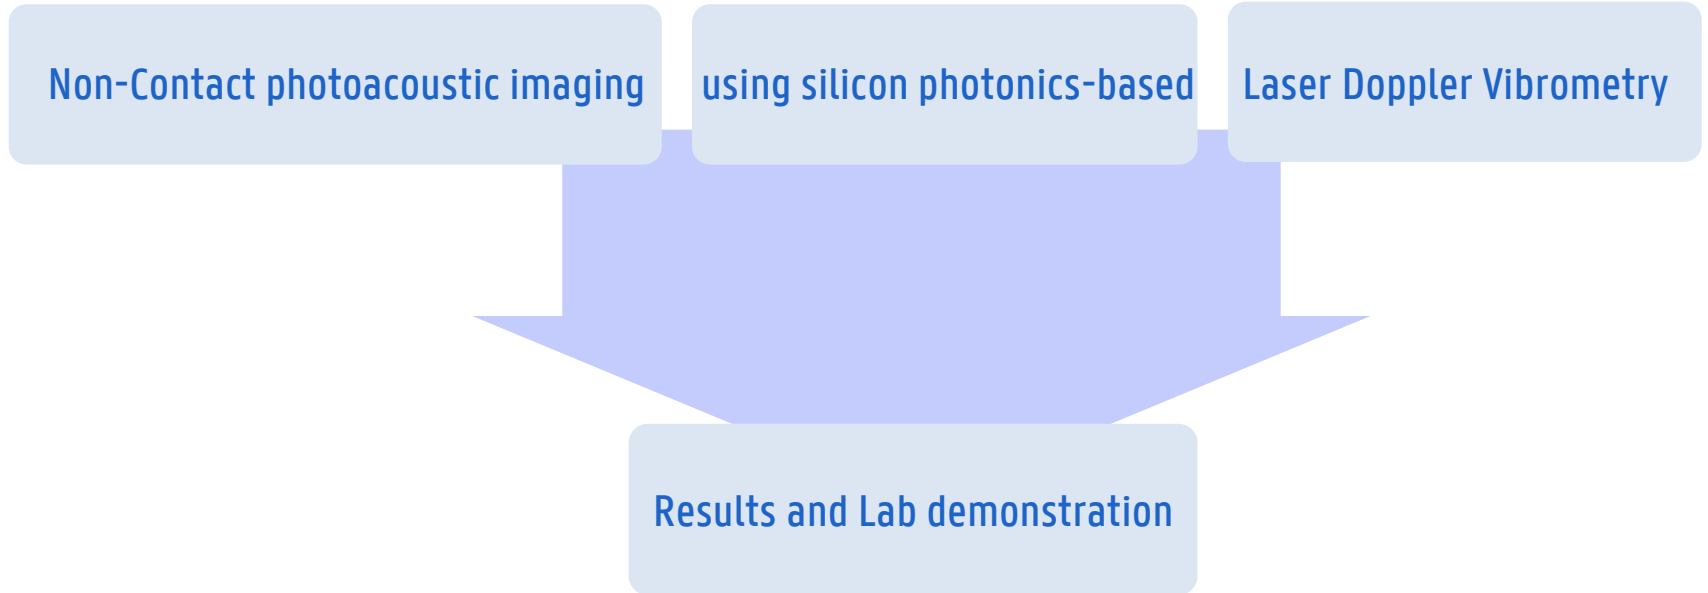 Non-Contact photoacoustic imaging
using silicon photonics-based
Laser Doppler Vibrometry
Results and Lab demonstration